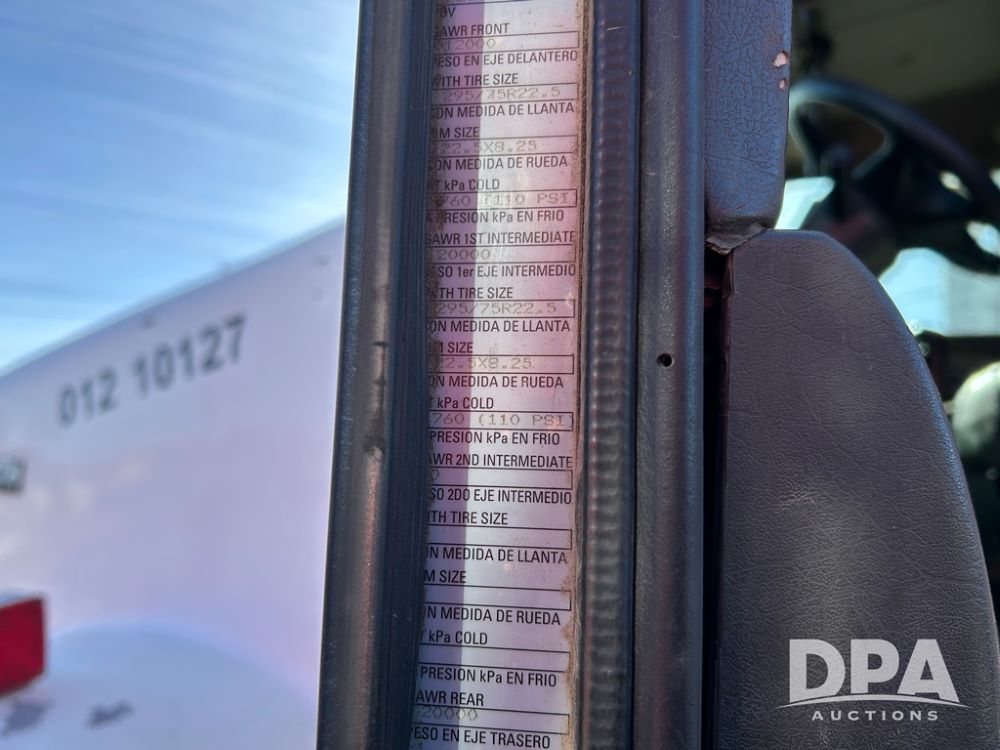 GAWR FRONT
12000
PESO EN EJE DELANTERO
WITH TIRE SIZE
295/75R22.5
CON MEDIDA DE LLANTA
RIM SIZE
22.5X8.25
CON MEDIDA DE RUEDA
AT kPa COLD
760 (110 PSI)
A PRESION kPa EN FRIO
GAWR 1ST INTERMEDIATE
20000
PESO 1er EJE INTERMEDIO
WITH TIRE SIZE
295/75R22.5
CON MEDIDA DE LLANTA
RIM SIZE
22.5X8.25
CON MEDIDA DE RUEDA
AT kPa COLD
760 (110 PSI)
PRESION kPa EN FRIO
GAWR 2ND INTERMEDIATE
PESO 2DO EJE INTERMEDIO
WITH TIRE SIZE
CON MEDIDA DE LLANTA
RIM SIZE
CON MEDIDA DE RUEDA
AT kPa COLD
PRESION kPa EN FRIO
GAWR REAR
20000
PESO EN EJE TRASERO
012 10127
DPA
AUCTIONS